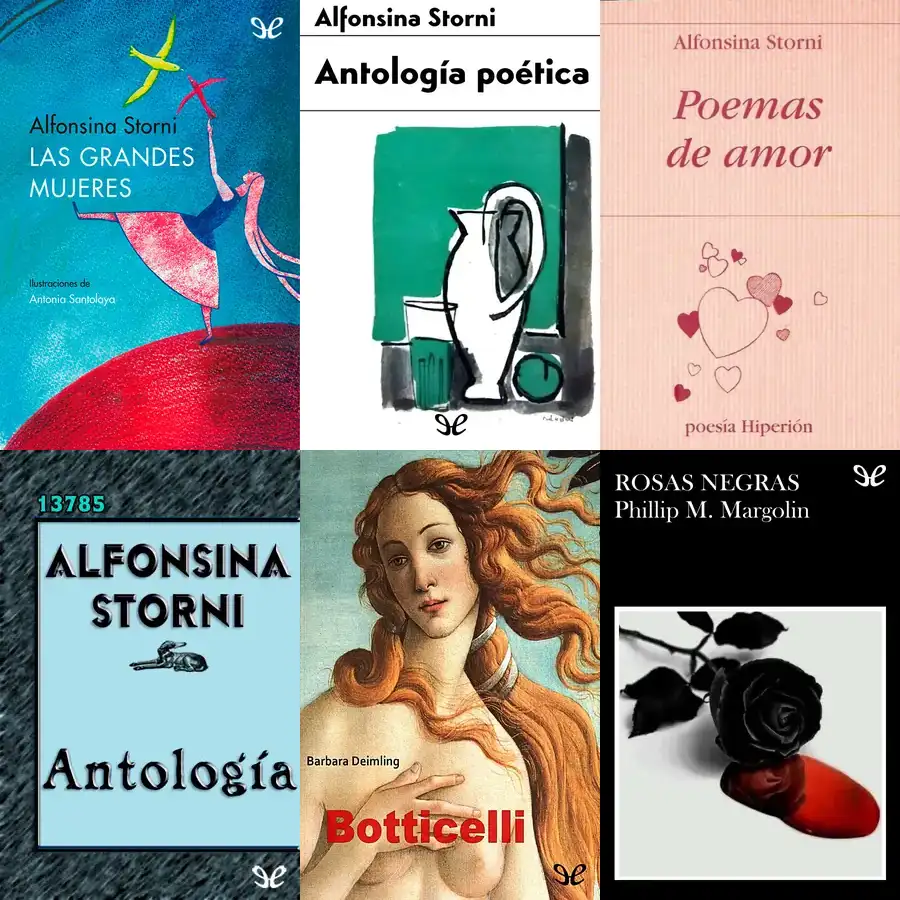 Alfonsina Storni
LAS GRANDES
MUJERES
Ilustraciones de
Antonia Santolaya
Alfonsina Storni
Antología poética
Alfonsina Storni
Poemas
de amor
poesía Hiperión
13785
ALFONSINA
STORNI
Antología
Barbara Deimling
Botticelli
ROSAS NEGRAS
Phillip M. Margolin